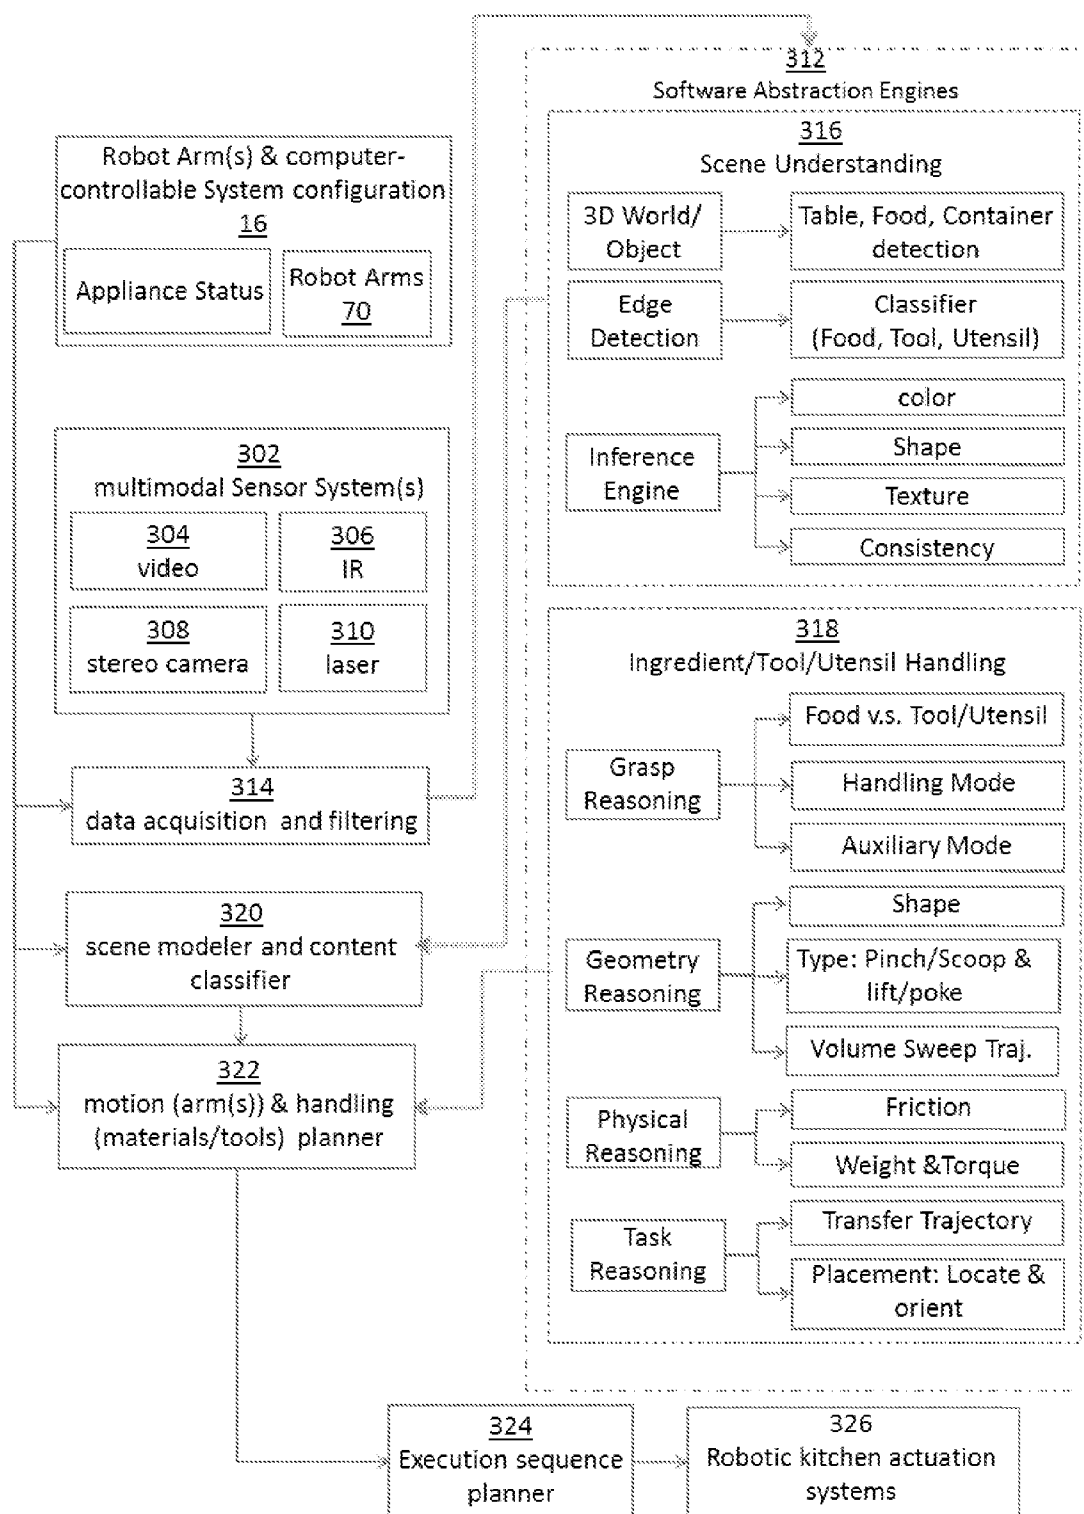 312
Software Abstraction Engines
Robot Arm(s) & computer-
controllable System configuration
16
Appliance Status
Robot Arms
70
302
multimodal Sensor System(s)
304
video
306
IR
308
stereo camera
310
laser
314
data acquisition and filtering
320
scene modeler and content
classifier
322
motion (arm(s)) & handling
(materials/tools) planner
316
Scene Understanding
3D World/
Object
Table, Food, Container
detection
Edge
Detection
Classifier
(Food, Tool, Utensil)
Inference
Engine
color
Shape
Texture
Consistency
318
Ingredient/Tool/Utensil Handling
Grasp
Reasoning
Food v.s. Tool/Utensil
Handling Mode
Auxiliary Mode
Geometry
Reasoning
Shape
Type: Pinch/Scoop &
lift/poke
Volume Sweep Traj.
Physical
Reasoning
Friction
Weight &Torque
Task
Reasoning
Transfer Trajectory
Placement: Locate &
orient
324
Execution sequence
planner
326
Robotic kitchen actuation
systems